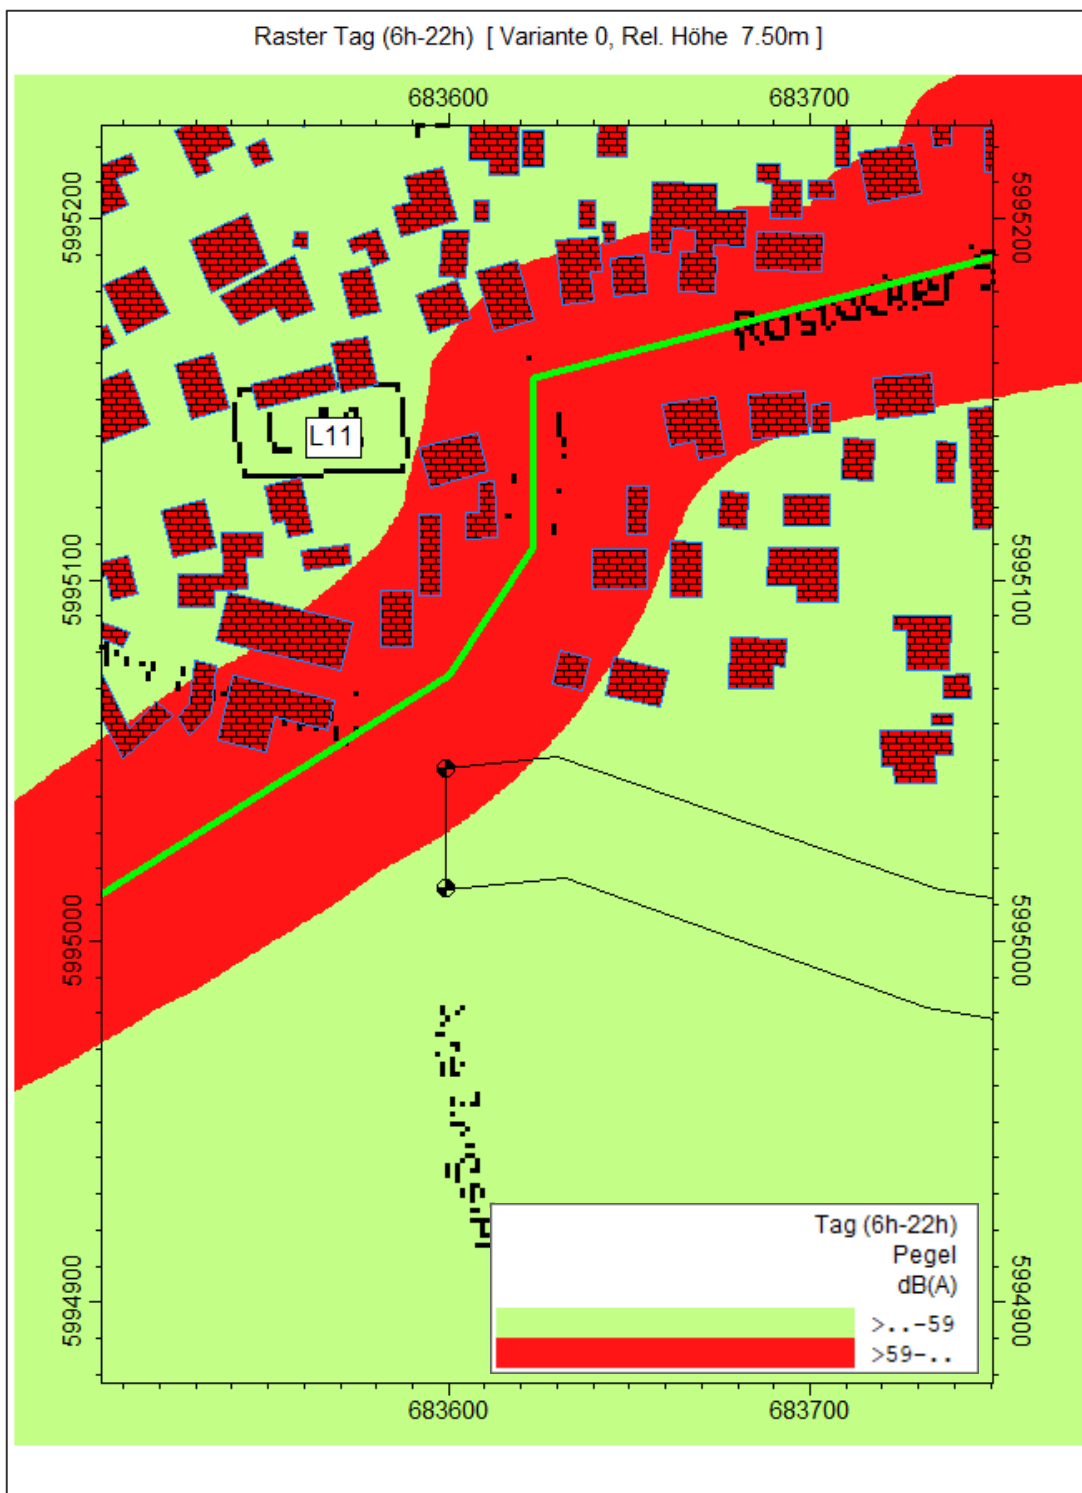 Raster Tag (6h-22h) [ Variante 0, Rel. Höhe 7.50m ]
683600 683700
5995200 5995200
Rostocker
L11
5995100 5995100
5995000 5995000
Tag (6h-22h)
Pegel
dB(A)
>..-59
>59-..
5994900 5994900
683600 683700